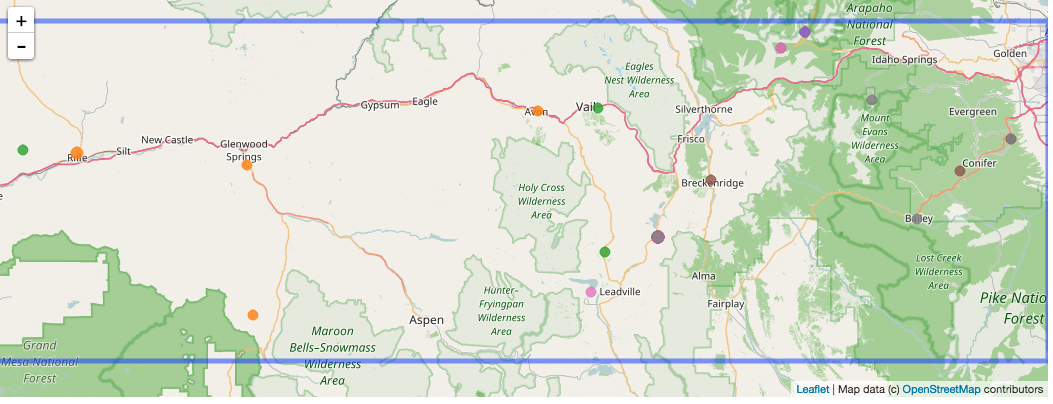 +
-
Arapaho
National
Forest
Golden
Idaho Springs
Eagles
Nest Wilderness
Area
Gypsum
Eagle
Avon
Vail
Silverthorne
Evergreen
Mount
Evans
Wilderness
Area
New Castle
Glenwood
Springs
Silt
Rifle
Frisco
Conifer
Breckenridge
Holy Cross
Wilderness
Area
Bailey
Lost Creek
Wilderness
Area
Alma
Leadville
Fairplay
Hunter–
Fryingpan
Wilderness
Area
Aspen
Pike Natio
Forest
Maroon
Bells–Snowmass
Wilderness
Area
Grand
Mesa National
Forest
Leaflet | Map data (c) OpenStreetMap contributors